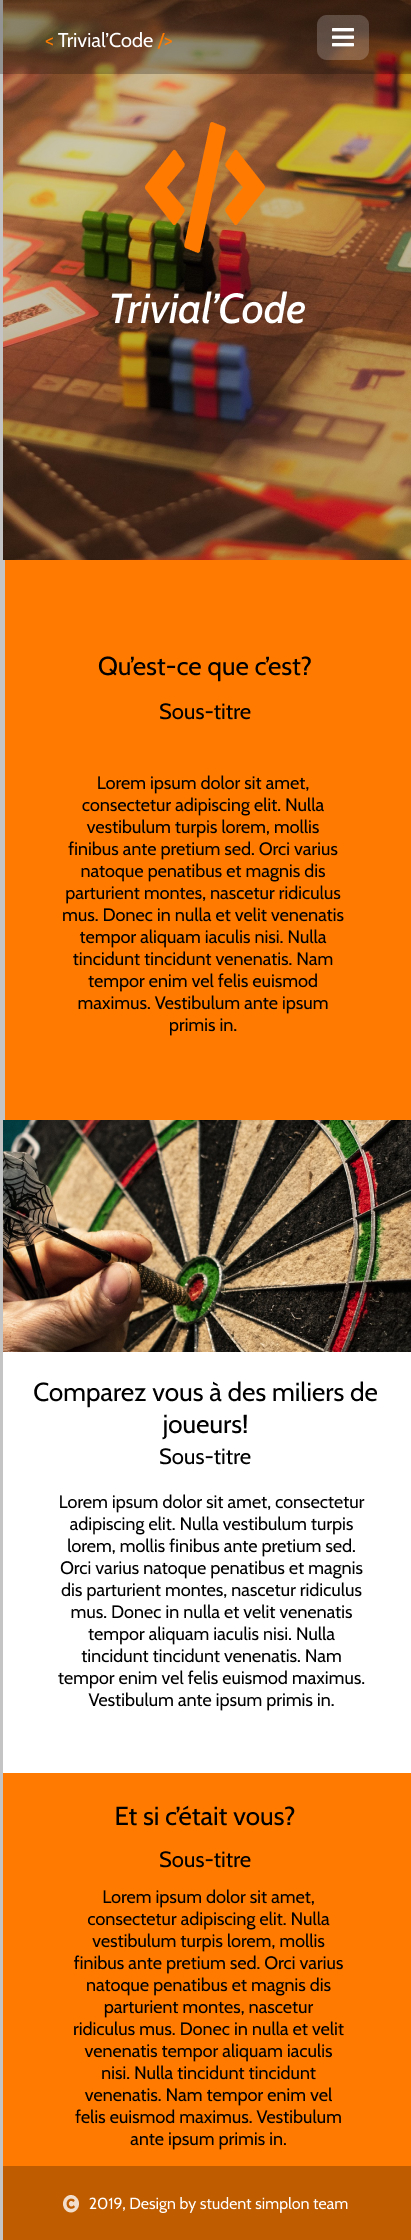 < Trivial'Code />
</>
Trivial'Code
Qu'est-ce que c'est?
Sous-titre
Lorem ipsum dolor sit amet,
consectetur adipiscing elit. Nulla
vestibulum turpis lorem, mollis
finibus ante pretium sed. Orci varius
natoque penatibus et magnis dis
parturient montes, nascetur ridiculus
mus. Donec in nulla et velit venenatis
tempor aliquam iaculis nisi. Nulla
tincidunt tincidunt venenatis. Nam
tempor enim vel felis euismod
maximus. Vestibulum ante ipsum
primis in.
Comparez vous à des miliers de
joueurs!
Sous-titre
Lorem ipsum dolor sit amet, consectetur
adipiscing elit. Nulla vestibulum turpis
lorem, mollis finibus ante pretium sed.
Orci varius natoque penatibus et magnis
dis parturient montes, nascetur ridiculus
mus. Donec in nulla et velit venenatis
tempor aliquam iaculis nisi. Nulla
tincidunt tincidunt venenatis. Nam
tempor enim vel felis euismod maximus.
Vestibulum ante ipsum primis in.
Et si c'était vous?
Sous-titre
Lorem ipsum dolor sit amet,
consectetur adipiscing elit. Nulla
vestibulum turpis lorem, mollis
finibus ante pretium sed. Orci varius
natoque penatibus et magnis dis
parturient montes, nascetur
ridiculus mus. Donec in nulla et velit
venenatis tempor aliquam iaculis
nisi. Nulla tincidunt tincidunt
venenatis. Nam tempor enim vel
felis euismod maximus. Vestibulum
ante ipsum primis in.
© 2019, Design by student simplon team